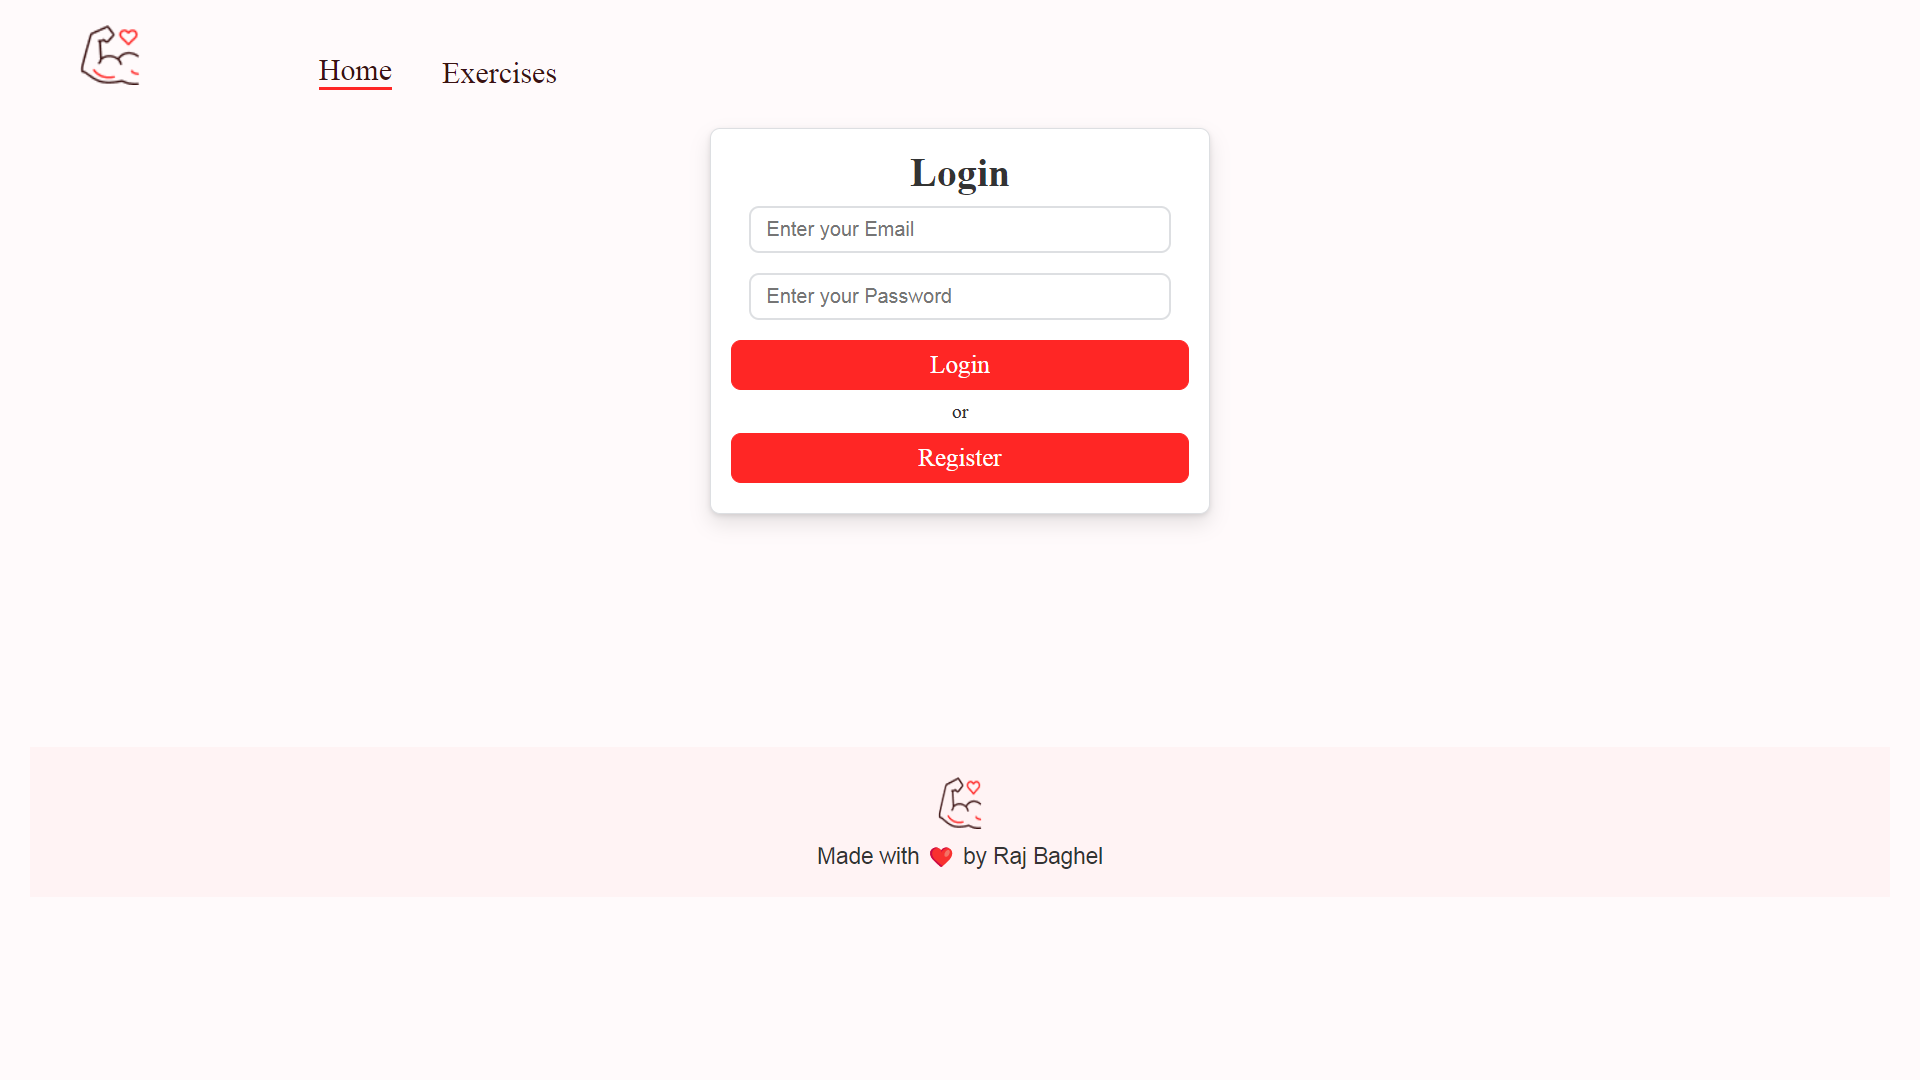 Home
Exercises
Login
Enter your Email
Enter your Password
Login
or
Register
Made with ❤️ by Raj Baghel